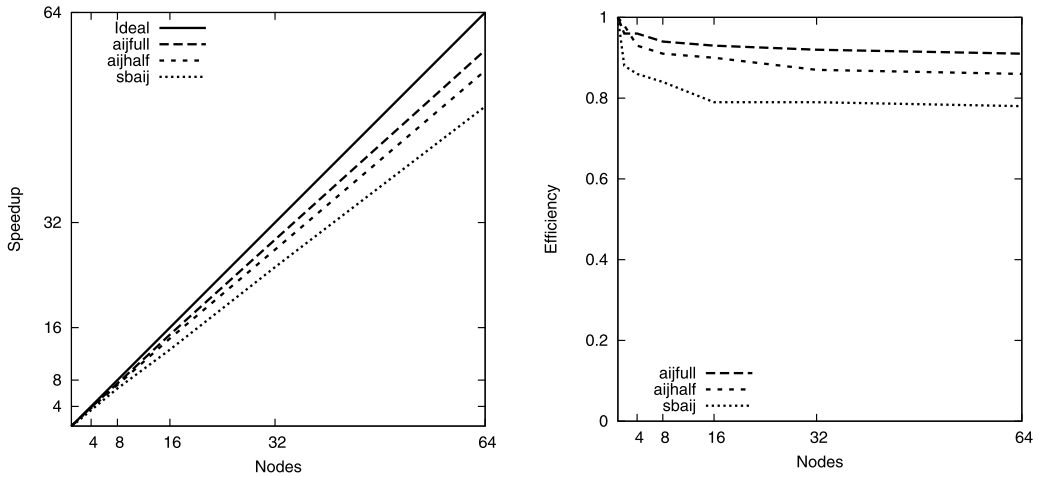 64
32
16
8
4
Speedup
Ideal
aijfull
aijhalf
sbaij
4 8 16 32 64
Nodes
1
0.8
0.6
0.4
0.2
0
Efficiency
aijfull
aijhalf
sbaij
4 8 16 32 64
Nodes